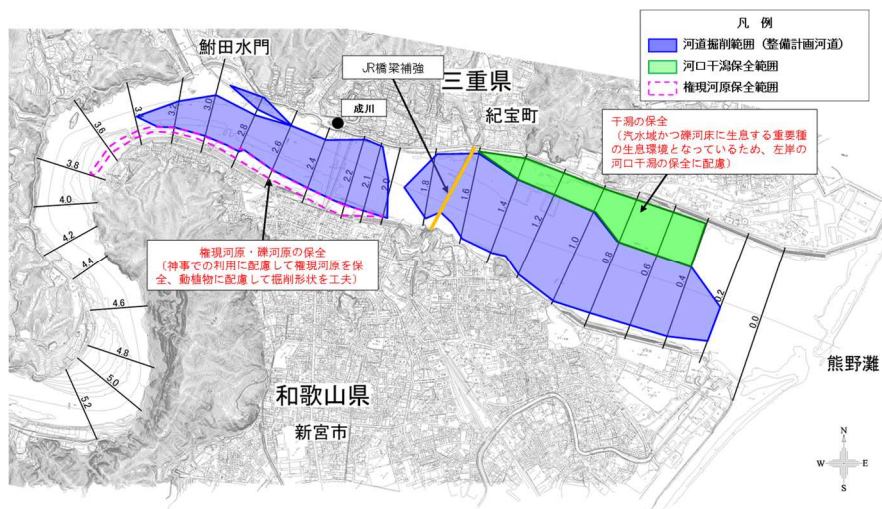 凡　例
河道掘削範囲（整備計画河道）
河口干潟保全範囲
権現河原保全範囲
鮒田水門
JR橋梁補強
三重県
紀宝町
成川
干潟の保全
（汽水域かつ礫河床に生息する重要種
の生息環境となっているため、左岸の
河口干潟の保全に配慮）
3.6
3.2
3.0
2.8
2.6
2.4
2.2
2.1
2.0
1.8
1.6
1.4
1.2
1.0
0.8
0.6
0.4
0.2
0.0
3.8
4.0
4.2
4.4
4.6
4.8
5.0
5.2
権現河原・礫河原の保全
（神事での利用に配慮して権現河原を保
全、動植物に配慮して掘削形状を工夫）
熊野灘
和歌山県
新宮市
N
W
E
S